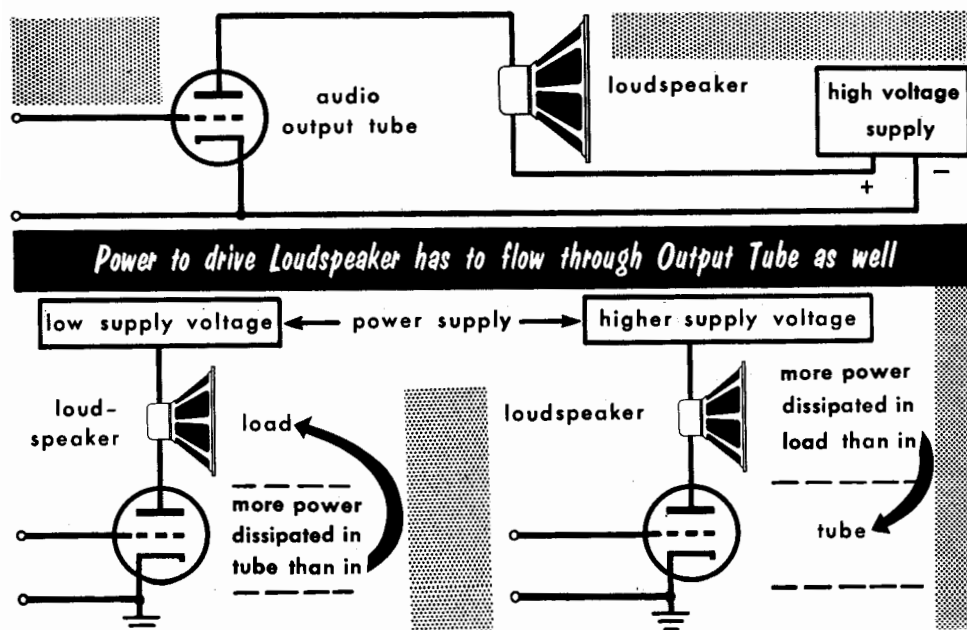 audio
output tube
loudspeaker
high voltage
supply
+
−
Power to drive Loudspeaker has to flow through Output Tube as well
low supply voltage
power supply
higher supply voltage
loud-
speaker
load
more power
dissipated in
tube than in
loudspeaker
more power
dissipated in
load than in
tube